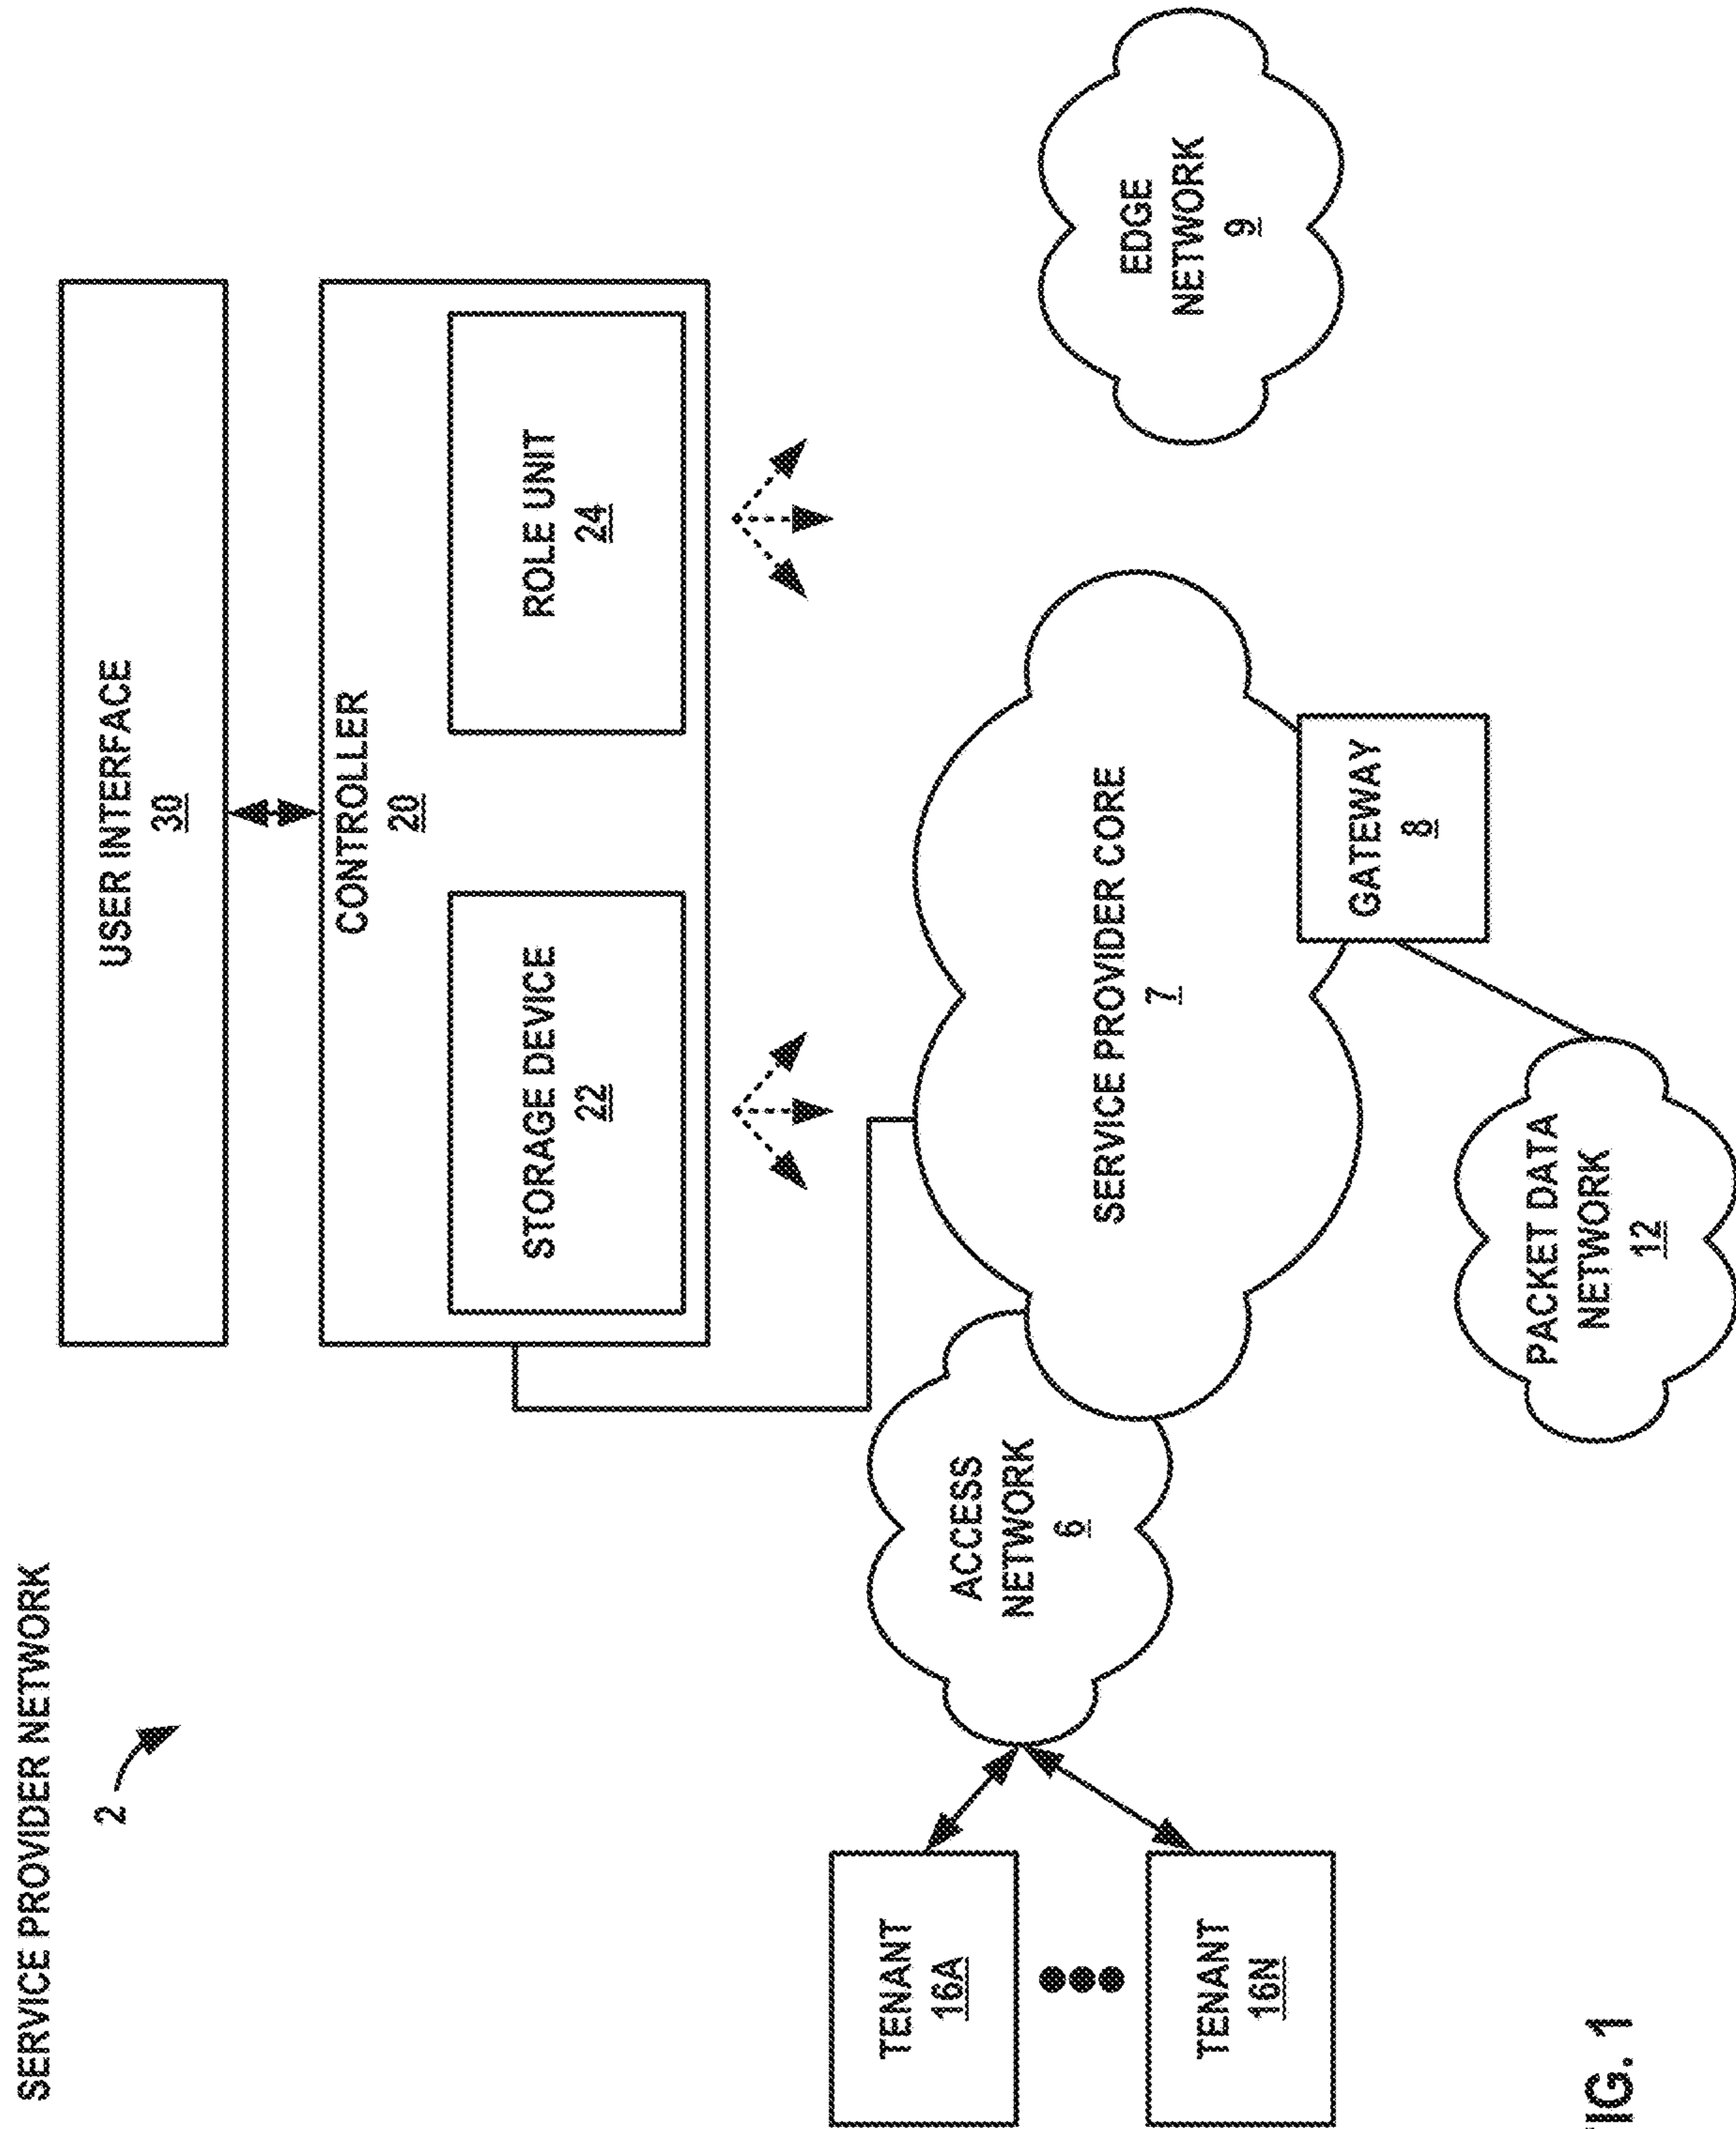 SERVICE PROVIDER NETWORK
2
USER INTERFACE
30
CONTROLLER
20
STORAGE DEVICE
22
ROLE UNIT
24
TENANT
16A
TENANT
16N
ACCESS
NETWORK
6
SERVICE PROVIDER CORE
7
EDGE
NETWORK
9
GATEWAY
8
PACKET DATA
NETWORK
12
FIG. 1